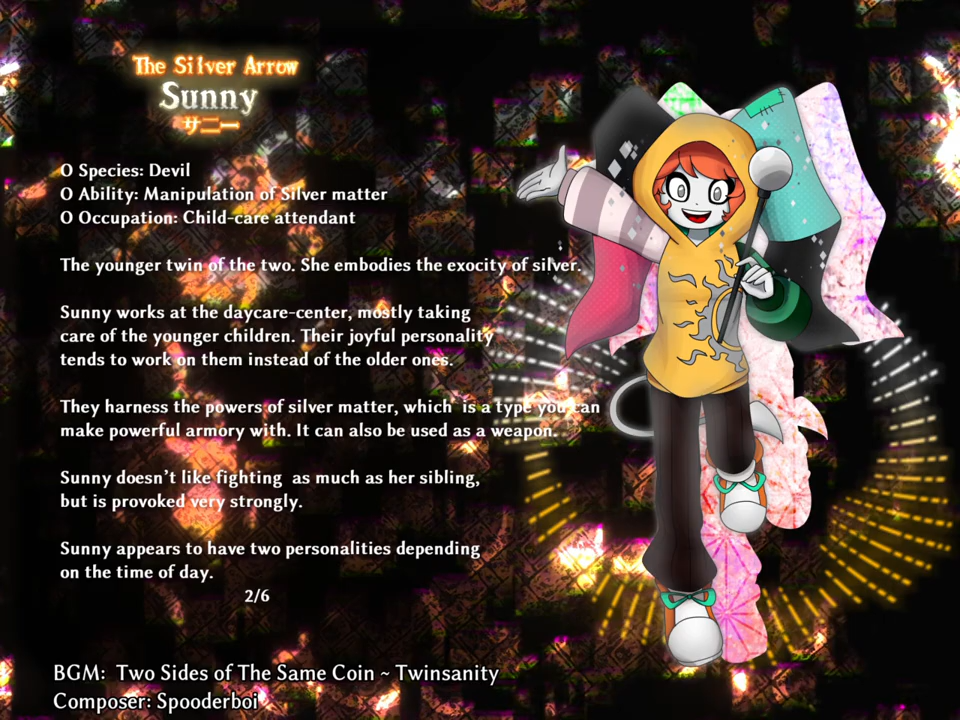 The Silver Arrow
Sunny
サニー
O Species: Devil
O Ability: Manipulation of Silver matter
O Occupation: Child-care attendant
The younger twin of the two. She embodies the exocity of silver.
Sunny works at the daycare-center, mostly taking
care of the younger children. Their joyful personality
tends to work on them instead of the older ones.
They harness the powers of silver matter, which is a type you can
make powerful armory with. It can also be used as a weapon.
Sunny doesn't like fighting as much as her sibling,
but is provoked very strongly.
Sunny appears to have two personalities depending
on the time of day.
2/6
BGM: Two Sides of The Same Coin ~ Twinsanity
Composer: Spooderboi